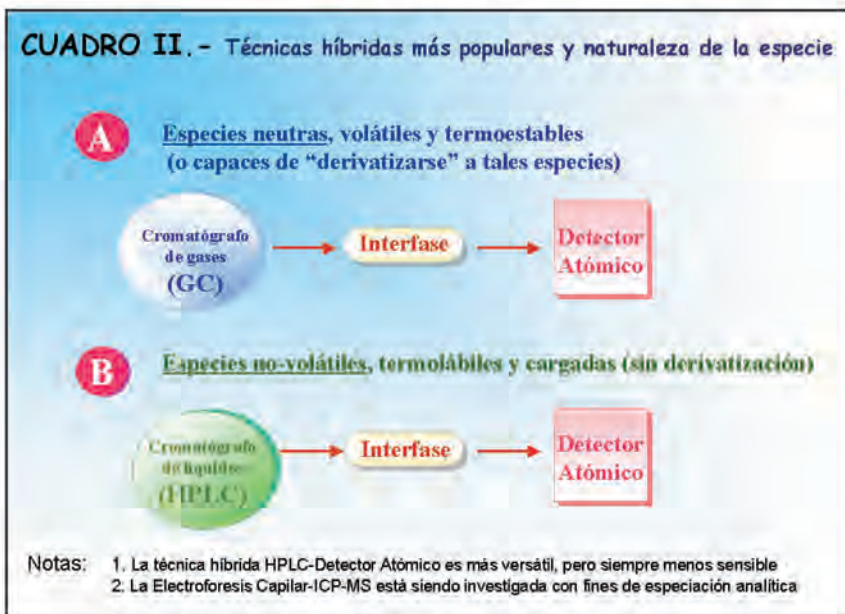 CUADRO II.- Técnicas híbridas más populares y naturaleza de la especie
A
Especies neutras, volátiles y termoestables
(o capaces de “derivatizarse” a tales especies)
Cromatógrafo
de gases
(GC)
Interfase
Detector
Atómico
B
Especies no-volátiles, termolábiles y cargadas (sin derivatización)
Cromatógrafo
de líquidos
(HPLC)
Interfase
Detector
Atómico
Notas: 1. La técnica híbrida HPLC-Detector Atómico es más versátil, pero siempre menos sensible
2. La Electroforesis Capilar-ICP-MS está siendo investigada con fines de especiación analítica